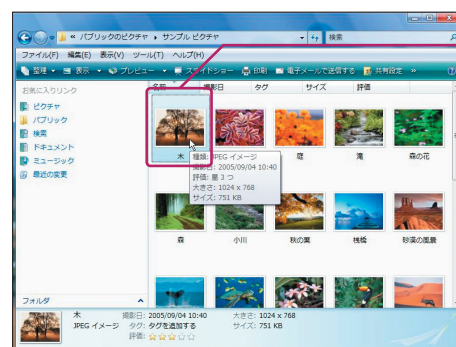 « パブリックのピクチャ ▸ サンプル ピクチャ
検索
ファイル(F) 編集(E) 表示(V) ツール(T) ヘルプ(H)
整理 表示 プレビュー スライドショー 印刷 電子メールで送信する 共有設定 »
お気に入りリンク
名前 撮影日 タグ サイズ 評価
ピクチャ
パブリック
検索
ドキュメント
ミュージック
最近の変更
木
庭
滝
森の花
種類: JPEG イメージ
撮影日: 2005/09/04 10:40
評価: 星 3 つ
大きさ: 1024 x 768
サイズ: 751 KB
森
小川
秋の葉
桟橋
砂漠の風景
フォルダ
木 撮影日: 2005/09/04 10:40 大きさ: 1024 x 768
JPEG イメージ タグ: タグを追加する サイズ: 751 KB
評価: ☆☆☆☆☆